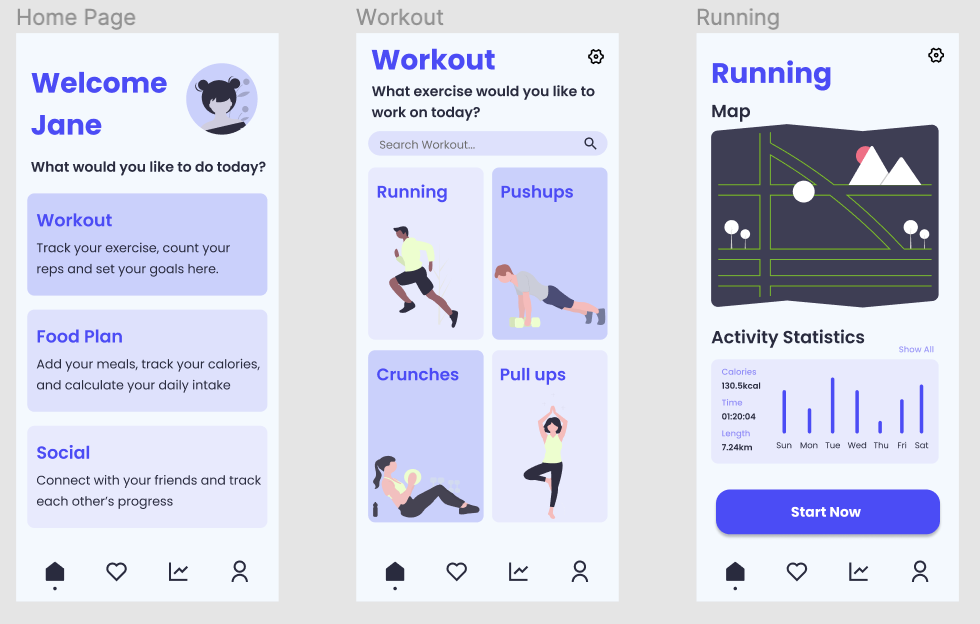 Home Page
Welcome
Jane
What would you like to do today?
Workout
Track your exercise, count your
reps and set your goals here.
Food Plan
Add your meals, track your calories,
and calculate your daily intake
Social
Connect with your friends and track
each other’s progress
Workout
Workout
What exercise would you like to
work on today?
Search Workout...
Running
Pushups
Crunches
Pull ups
Running
Running
Map
Activity Statistics
Show All
Calories
130.5kcal
Time
01:20:04
Length
7.24km
Sun Mon Tue Wed Thu Fri Sat
Start Now